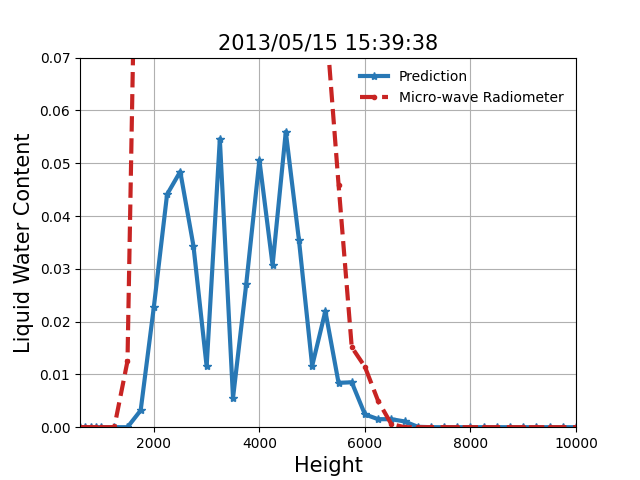 2013/05/15 15:39:38
Liquid Water Content
0.07
0.06
0.05
0.04
0.03
0.02
0.01
0.00
Prediction
Micro-wave Radiometer
2000 4000 6000 8000 10000
Height